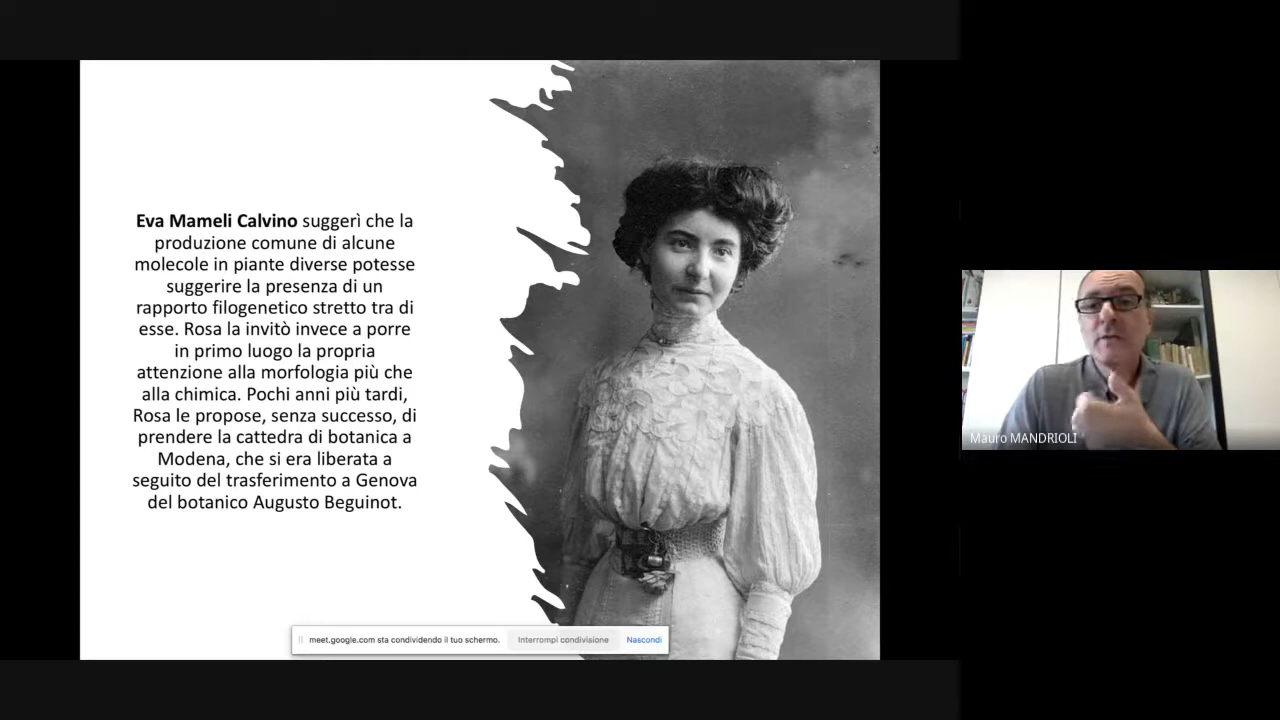 Eva Mameli Calvino suggerì che la
produzione comune di alcune
molecole in piante diverse potesse
suggerire la presenza di un
rapporto filogenetico stretto tra di
esse. Rosa la invitò invece a porre
in primo luogo la propria
attenzione alla morfologia più che
alla chimica. Pochi anni più tardi,
Rosa le propose, senza successo, di
prendere la cattedra di botanica a
Modena, che si era liberata a
seguito del trasferimento a Genova
del botanico Augusto Beguinot.
meet.google.com sta condividendo il tuo schermo. Interrompi condivisione Nascondi
Mauro MANDRIOLI